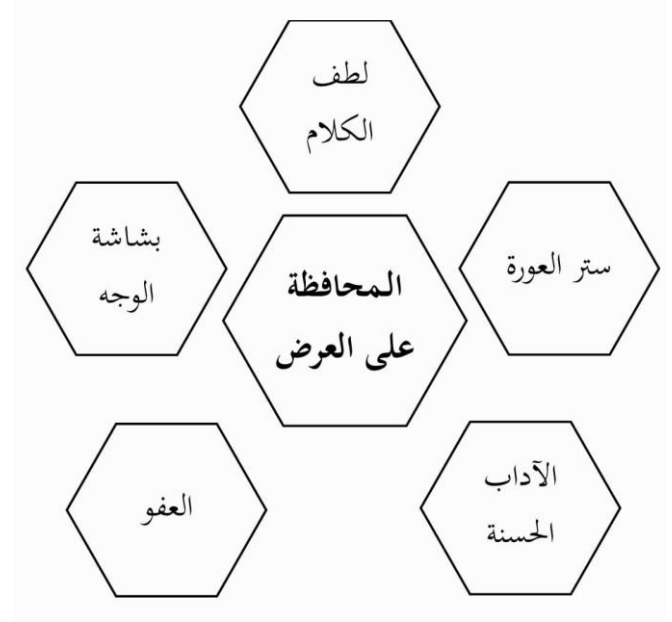 لطف
الكلام
ستر العورة
بشاشة
الوجه
المحافظة
على العرض
الآداب
الحسنة
العفو